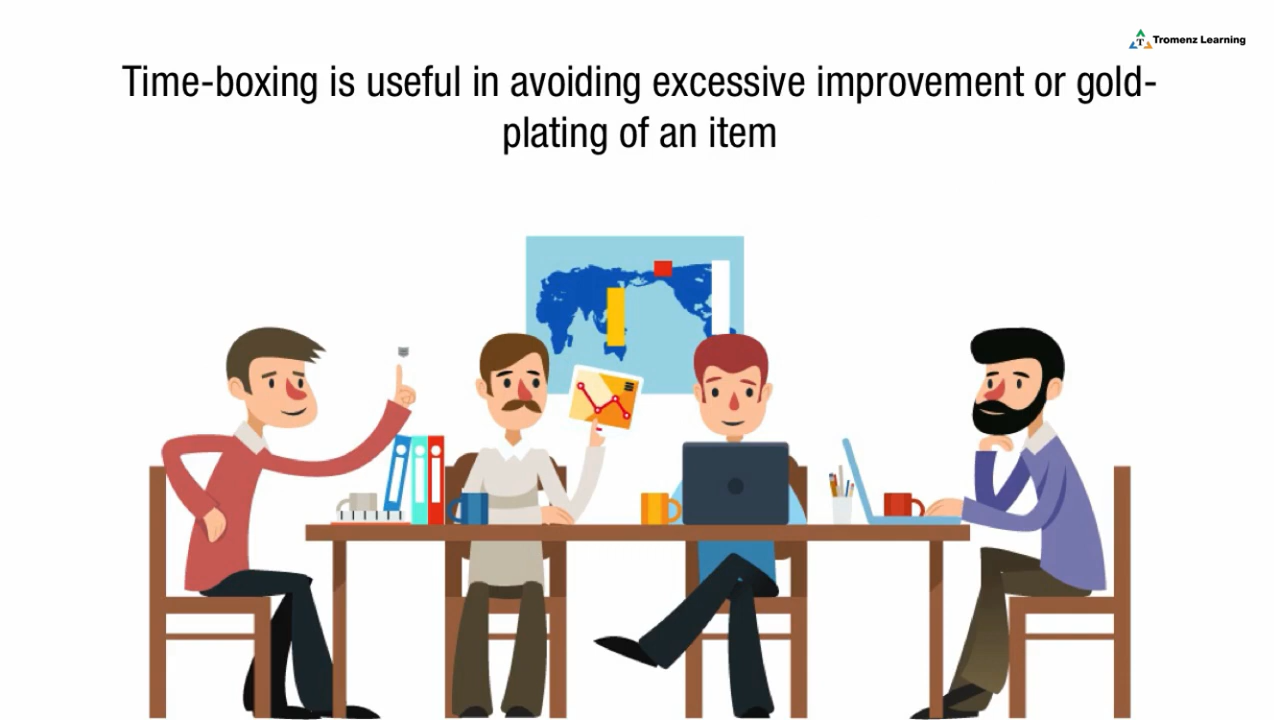 Tromenz Learning
Time-boxing is useful in avoiding excessive improvement or gold-
plating of an item